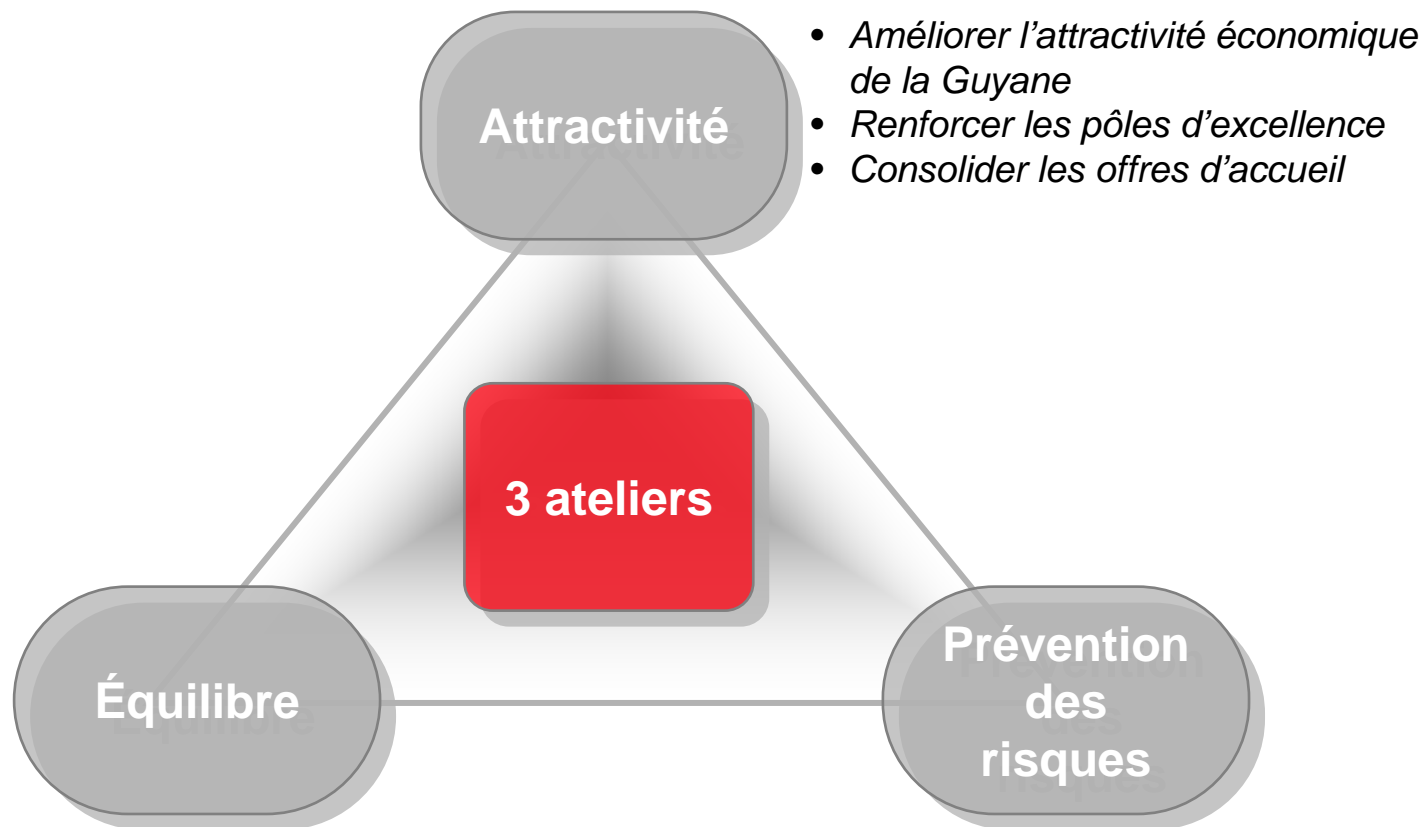 Attractivité
• Améliorer l’attractivité économique
de la Guyane
• Renforcer les pôles d’excellence
• Consolider les offres d’accueil
3 ateliers
Équilibre
Prévention
des
risques